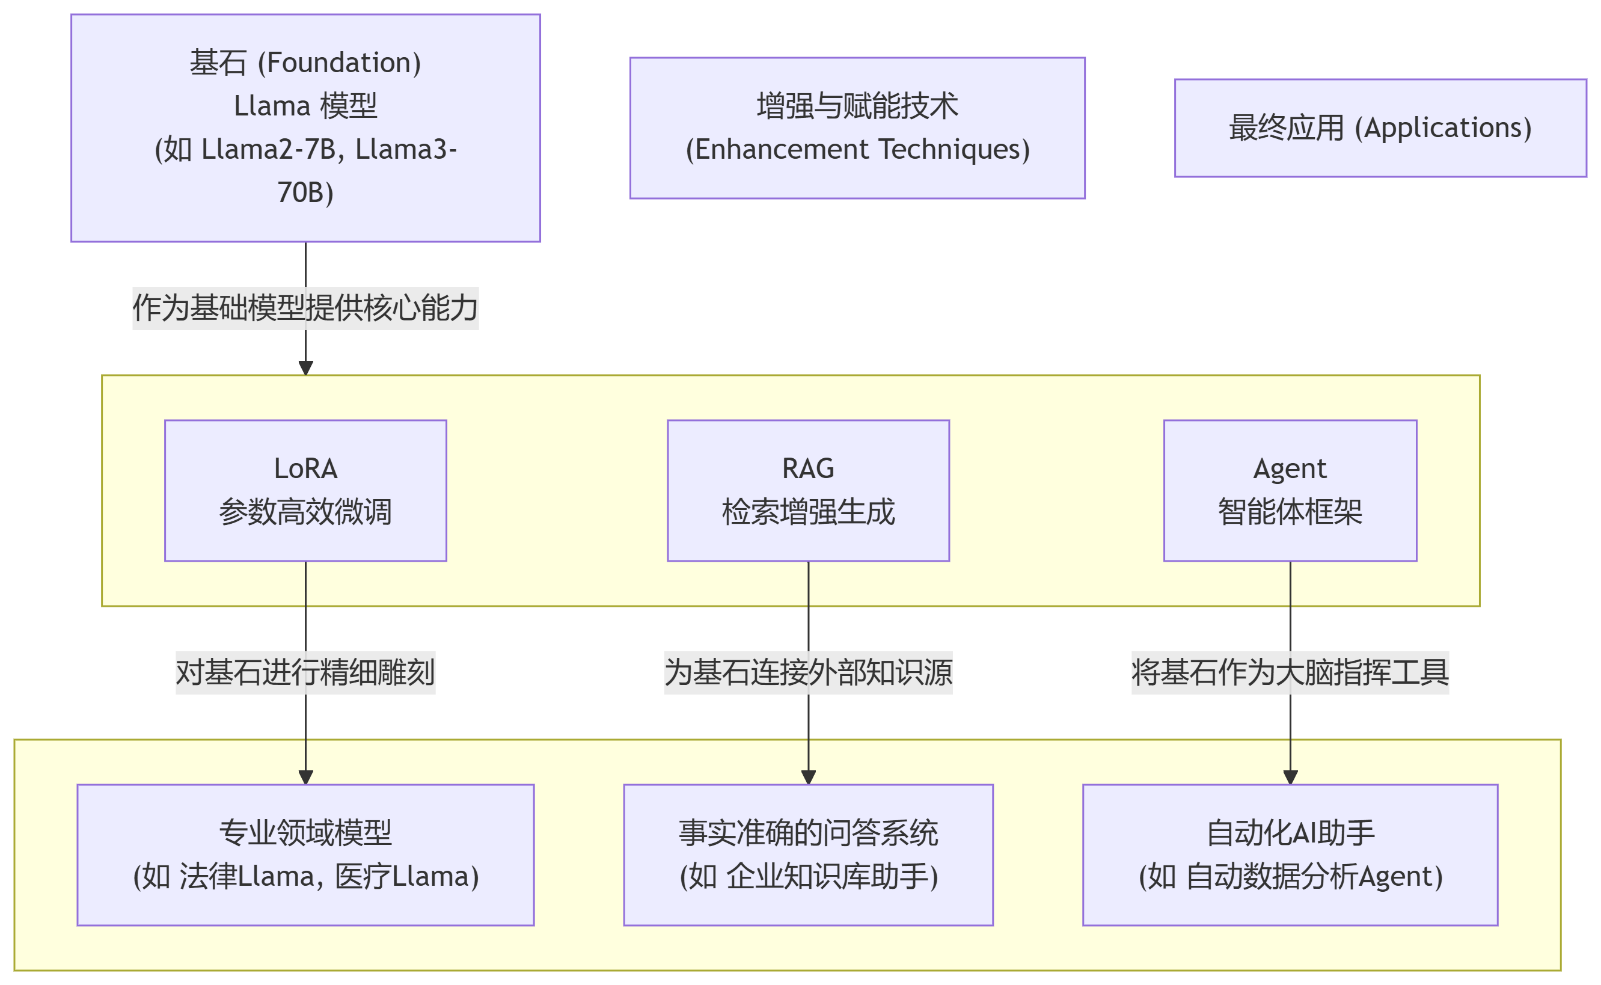 基石 (Foundation)
Llama 模型
(如 Llama2-7B, Llama3-
70B)
增强与赋能技术
(Enhancement Techniques)
最终应用 (Applications)
作为基础模型提供核心能力
LoRA
参数高效微调
RAG
检索增强生成
Agent
智能体框架
对基石进行精细雕刻
为基石连接外部知识源
将基石作为大脑指挥工具
专业领域模型
(如 法律Llama, 医疗Llama)
事实准确的问答系统
(如 企业知识库助手)
自动化AI助手
(如 自动数据分析Agent)